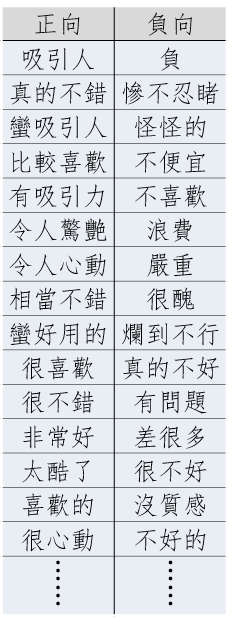 正向 負向
吸引人 負
真的不錯 慘不忍睹
蠻吸引人 怪怪的
比較喜歡 不便宜
有吸引力 不喜歡
令人驚艷 浪費
令人心動 嚴重
相當不錯 很醜
蠻好用的 爛到不行
很喜歡 真的不好
很不錯 有問題
非常好 差很多
太酷了 很不好
喜歡的 沒質感
很心動 不好的
⋮ ⋮